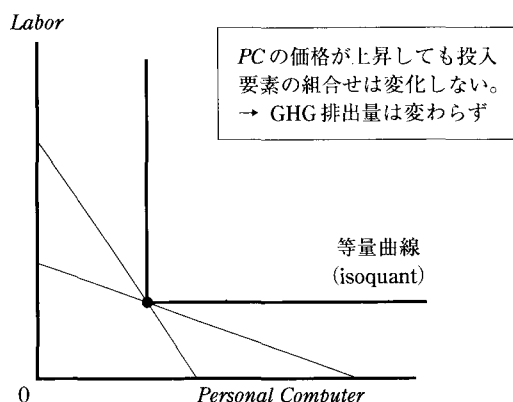 Labor
PCの価格が上昇しても投入
要素の組合せは変化しない。
→ GHG排出量は変わらず
等量曲線
(isoquant)
0
Personal Computer